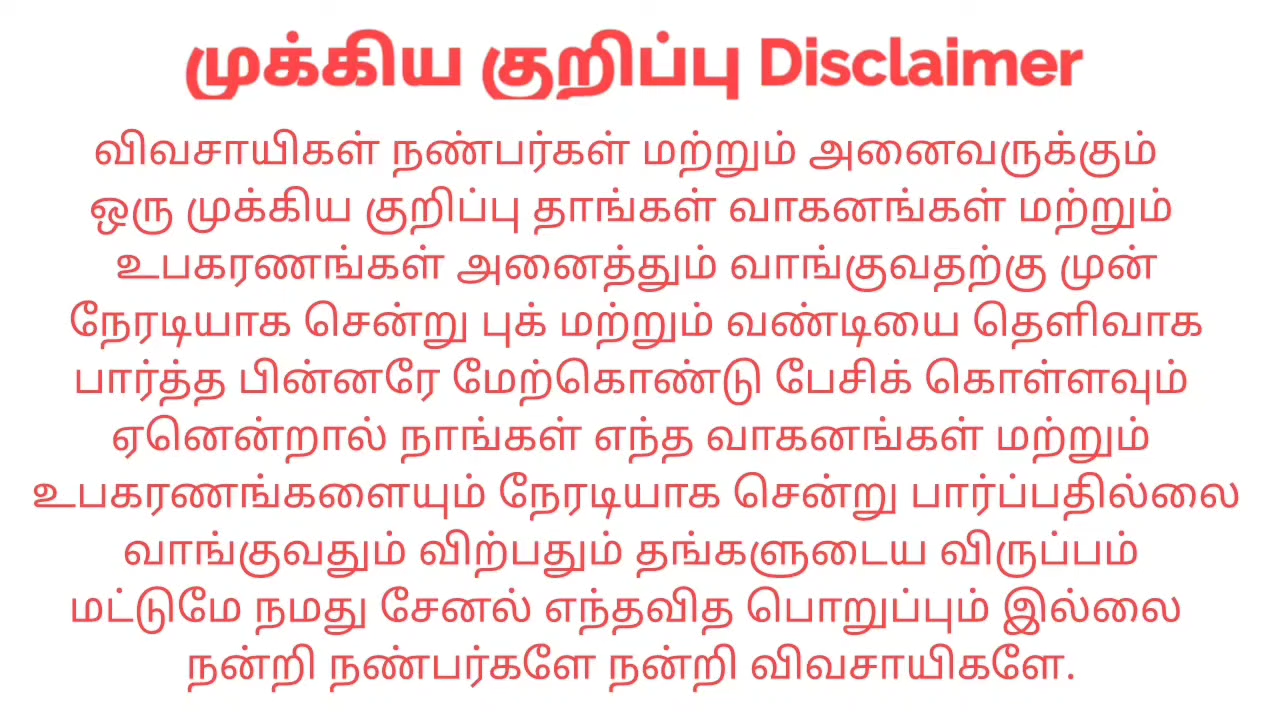 முக்கிய குறிப்பு Disclaimer
விவசாயிகள் நண்பர்கள் மற்றும் அனைவருக்கும்
ஒரு முக்கிய குறிப்பு தாங்கள் வாகனங்கள் மற்றும்
உபகரணங்கள் அனைத்தும் வாங்குவதற்கு முன்
நேரடியாக சென்று புக் மற்றும் வண்டியை தெளிவாக
பார்த்த பின்னரே மேற்கொண்டு பேசிக் கொள்ளவும்
ஏனென்றால் நாங்கள் எந்த வாகனங்கள் மற்றும்
உபகரணங்களையும் நேரடியாக சென்று பார்ப்பதில்லை
வாங்குவதும் விற்பதும் தங்களுடைய விருப்பம்
மட்டுமே நமது சேனல் எந்தவித பொறுப்பும் இல்லை
நன்றி நண்பர்களே நன்றி விவசாயிகளே.